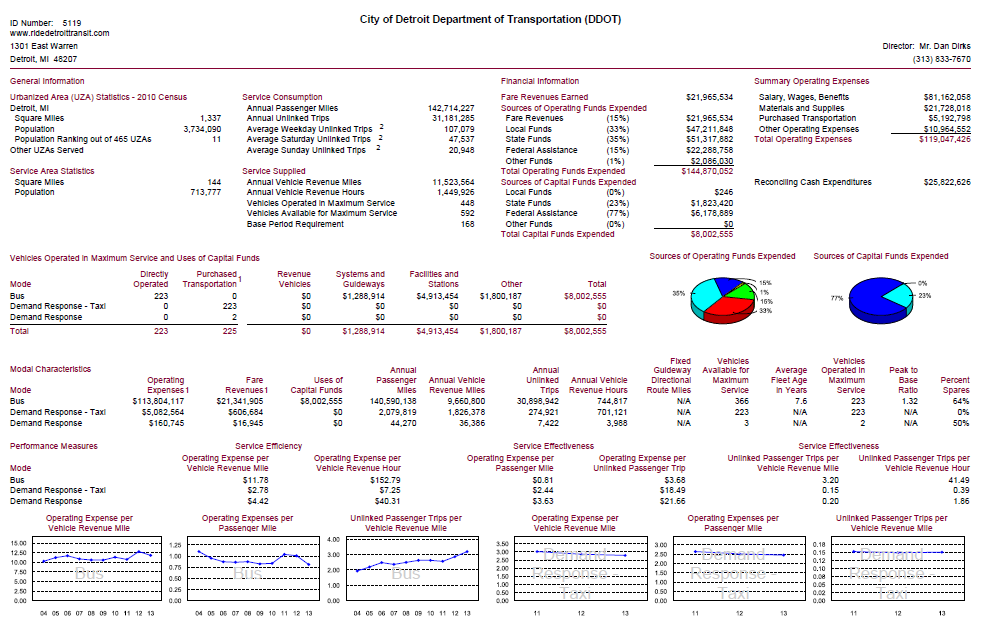 City of Detroit Department of Transportation (DDOT)
ID Number: 5119
www.ridedetroittransit.com
1301 East Warren
Detroit, MI 48207
Director: Mr. Dan Dirks
(313) 833-7670
General Information
Urbanized Area (UZA) Statistics - 2010 Census
Detroit, MI
Square Miles 1,337
Population 3,734,090
Population Ranking out of 465 UZAs 11
Other UZAs Served
Service Area Statistics
Square Miles 144
Population 713,777
Service Consumption
Annual Passenger Miles 142,714,227
Annual Unlinked Trips 31,181,285
Average Weekday Unlinked Trips 2 107,079
Average Saturday Unlinked Trips 2 47,537
Average Sunday Unlinked Trips 2 20,948
Service Supplied
Annual Vehicle Revenue Miles 11,523,564
Annual Vehicle Revenue Hours 1,449,926
Vehicles Operated in Maximum Service 448
Vehicles Available for Maximum Service 592
Base Period Requirement 168
Financial Information
Fare Revenues Earned $21,965,534
Sources of Operating Funds Expended
Fare Revenues (15%) $21,965,534
Local Funds (33%) $47,211,848
State Funds (35%) $51,317,882
Federal Assistance (15%) $22,288,758
Other Funds (1%) $2,086,030
Total Operating Funds Expended $144,870,052
Sources of Capital Funds Expended
Local Funds (0%) $246
State Funds (23%) $1,823,420
Federal Assistance (77%) $6,178,889
Other Funds (0%) $0
Total Capital Funds Expended $8,002,555
Summary Operating Expenses
Salary, Wages, Benefits $81,162,058
Materials and Supplies $21,728,018
Purchased Transportation $5,192,798
Other Operating Expenses $10,964,552
Total Operating Expenses $119,047,426
Reconciling Cash Expenditures $25,822,626
Vehicles Operated in Maximum Service and Uses of Capital Funds
Directly Purchased Revenue Systems and Facilities and
Mode Operated Transportation 1 Vehicles Guideways Stations Other Total
Bus 223 0 $0 $1,288,914 $4,913,454 $1,800,187 $8,002,555
Demand Response - Taxi 0 223 $0 $0 $0 $0 $0
Demand Response 0 2 $0 $0 $0 $0 $0
Total 223 225 $0 $1,288,914 $4,913,454 $1,800,187 $8,002,555
Sources of Operating Funds Expended
35%
15%
1%
15%
33%
Sources of Capital Funds Expended
77%
0%
23%
Modal Characteristics
Fixed Vehicles Vehicles
Annual Annual Guideway Available for Average Operated in Peak to
Operating Fare Uses of Passenger Annual Vehicle Unlinked Annual Vehicle Directional Maximum Fleet Age Maximum Base Percent
Mode Expenses1 Revenues1 Capital Funds Miles Revenue Miles Trips Revenue Hours Route Miles Service in Years Service Ratio Spares
Bus $113,804,117 $21,341,905 $8,002,555 140,590,138 9,660,800 30,898,942 744,817 N/A 366 7.6 223 1.32 64%
Demand Response - Taxi $5,082,564 $606,684 $0 2,079,819 1,826,378 274,921 701,121 N/A 223 N/A 223 N/A 0%
Demand Response $160,745 $16,945 $0 44,270 36,386 7,422 3,988 N/A 3 N/A 2 N/A 50%
Performance Measures Service Efficiency Service Effectiveness Service Effectiveness
Operating Expense per Operating Expense per Operating Expense per Operating Expense per Unlinked Passenger Trips per Unlinked Passenger Trips per
Mode Vehicle Revenue Mile Vehicle Revenue Hour Passenger Mile Unlinked Passenger Trip Vehicle Revenue Mile Vehicle Revenue Hour
Bus $11.78 $152.79 $0.81 $3.68 3.20 41.49
Demand Response - Taxi $2.78 $7.25 $2.44 $18.49 0.15 0.39
Demand Response $4.42 $40.31 $3.63 $21.66 0.20 1.86
Operating Expense per
Vehicle Revenue Mile
15.00
12.50
10.00
7.50
5.00
2.50
0.00
Bus
04 05 06 07 08 09 10 11 12 13
Operating Expenses per
Passenger Mile
1.25
1.00
0.75
0.50
0.25
0.00
Bus
04 05 06 07 08 09 10 11 12 13
Unlinked Passenger Trips per
Vehicle Revenue Mile
4.00
3.00
2.00
1.00
0.00
Bus
04 05 06 07 08 09 10 11 12 13
Operating Expense per
Vehicle Revenue Mile
3.50
3.00
2.50
2.00
1.50
1.00
0.50
0.00
Demand
Response -
Taxi
11 12 13
Operating Expenses per
Passenger Mile
3.00
2.50
2.00
1.50
1.00
0.50
0.00
Demand
Response -
Taxi
11 12 13
Unlinked Passenger Trips per
Vehicle Revenue Mile
0.18
0.15
0.12
0.10
0.08
0.05
0.02
0.00
Demand
Response -
Taxi
11 12 13